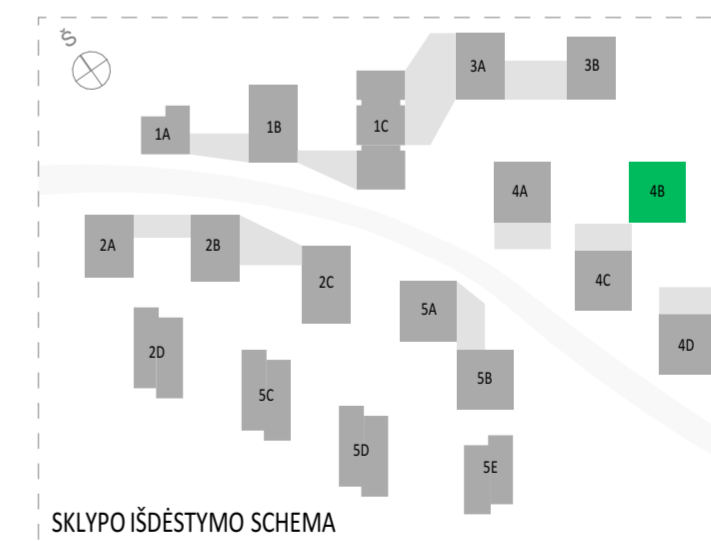 Š
3A
3B
1A
1B
1C
4A
4B
2A
2B
2C
4C
5A
4D
2D
5B
5C
5D
5E
SKLYPO IŠDĖSTYMO SCHEMA